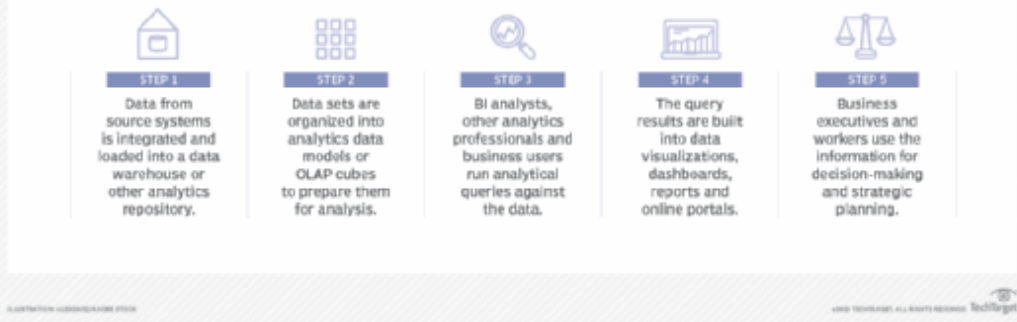 STEP 1
Data from
source systems
is integrated and
loaded into a data
warehouse or
other analytics
repository.
STEP 2
Data sets are
organized into
analytics data
models or
OLAP cubes
to prepare them
for analysis.
STEP 3
BI analysts,
other analytics
professionals and
business users
run analytical
queries against
the data.
STEP 4
The query
results are built
into data
visualizations,
dashboards,
reports and
online portals.
STEP 5
Business
executives and
workers use the
information for
decision-making
and strategic
planning.
TECHTARGET. ALL RIGHTS RESERVED
TechTarget